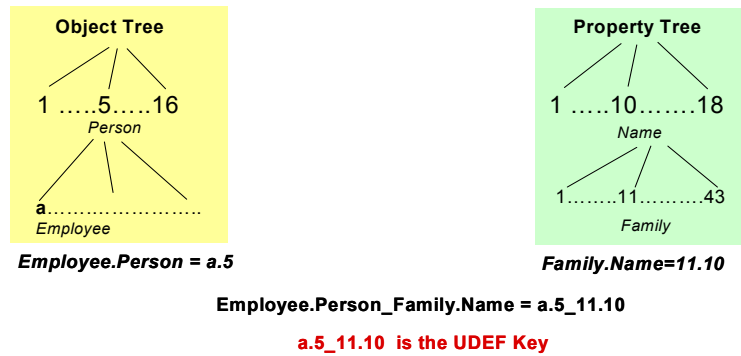 Object Tree
1 …..5…..16
Person
a…….…………..
Employee
Employee.Person = a.5
Property Tree
1 …..10…….18
Name
1……..11……….43
Family
Family.Name=11.10
Employee.Person_Family.Name = a.5_11.10
a.5_11.10 is the UDEF Key